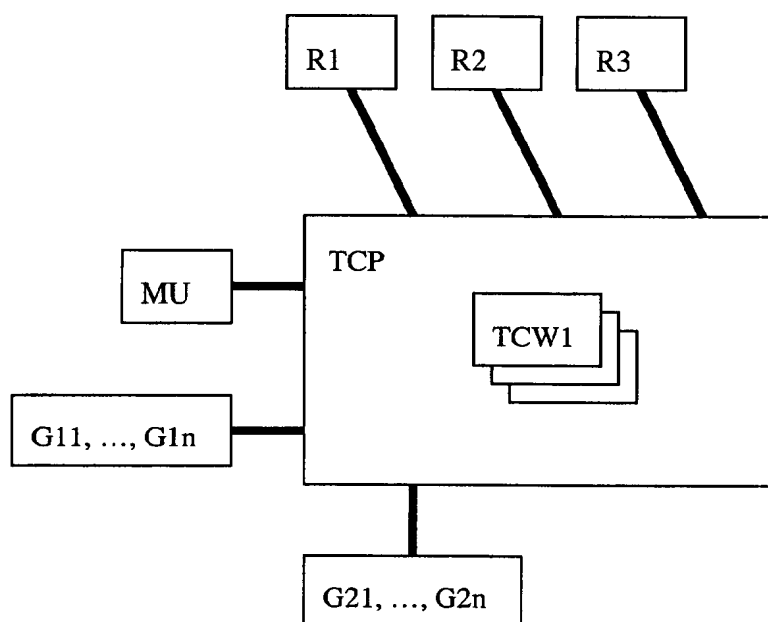 R1
R2
R3
TCP
MU
TCW1
G11, ..., G1n
G21, ..., G2n